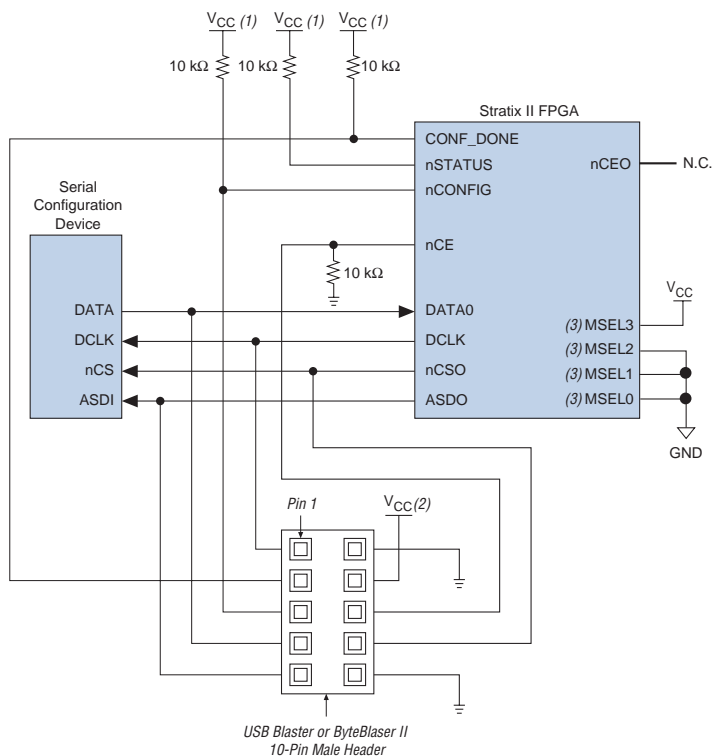 VCC (1) VCC (1) VCC (1)
10 kΩ 10 kΩ 10 kΩ
Stratix II FPGA
CONF_DONE
nSTATUS
nCONFIG
nCE
nCEO
N.C.
10 kΩ
Serial
Configuration
Device
DATA
DCLK
nCS
ASDI
DATA0
DCLK
nCSO
ASDO
VCC
(3) MSEL3
(3) MSEL2
(3) MSEL1
(3) MSEL0
GND
Pin 1
VCC (2)
USB Blaster or ByteBlaser II
10-Pin Male Header